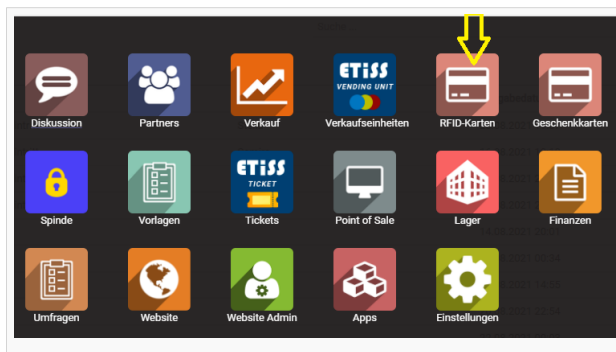 ETiSS
VENDING UNIT
Diskussion Partners Verkauf Verkaufseinheiten RFID-Karten Geschenkkarten
ETiSS
TICKET
Spinde Vorlagen Tickets Point of Sale Lager Finanzen
Umfragen Website Website Admin Apps Einstellungen